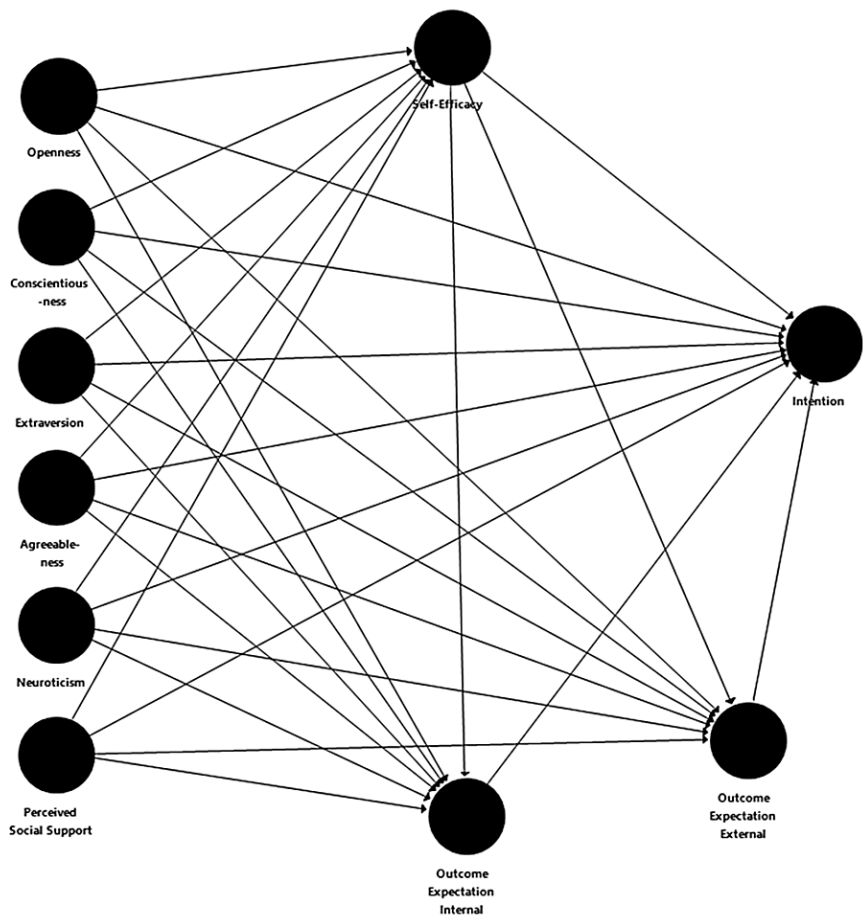 Self-Efficacy
Openness
Conscientious
-ness
Extraversion
Intention
Agreeable-
ness
Neuroticism
Perceived
Social Support
Outcome
Expectation
External
Outcome
Expectation
Internal